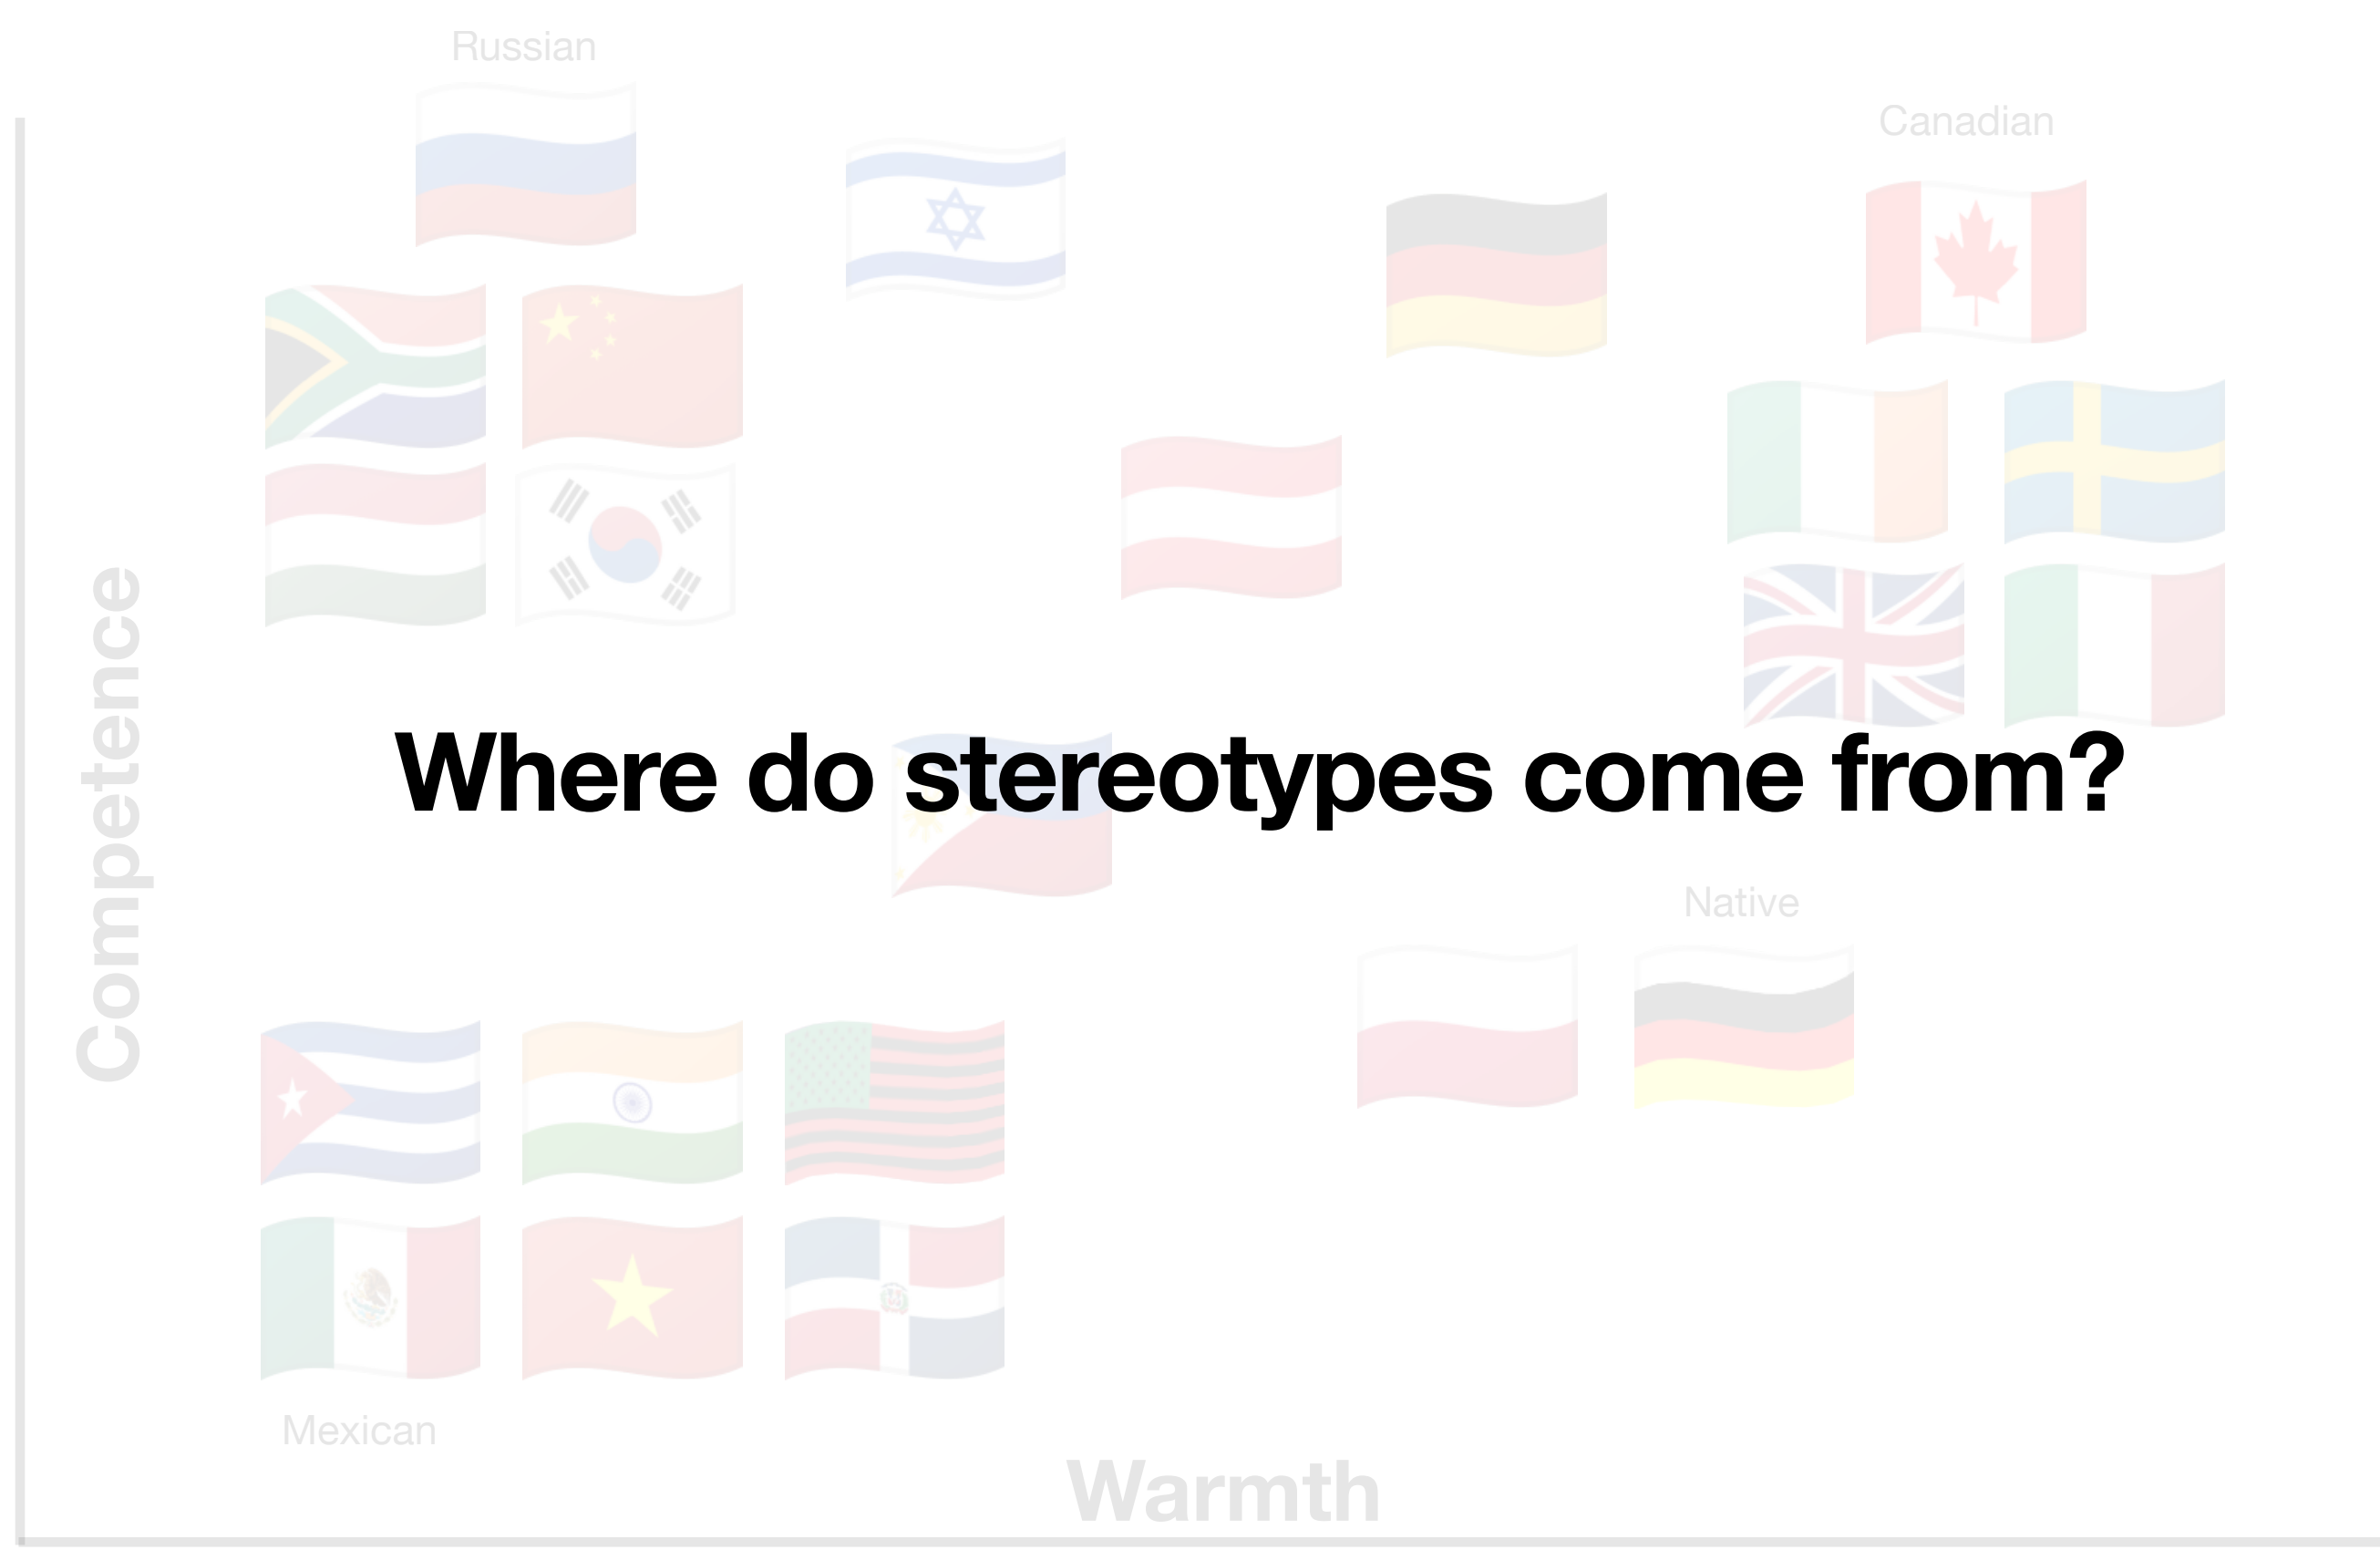 Russian
Canadian
Competence
Where do stereotypes come from?
Native
Mexican
Warmth